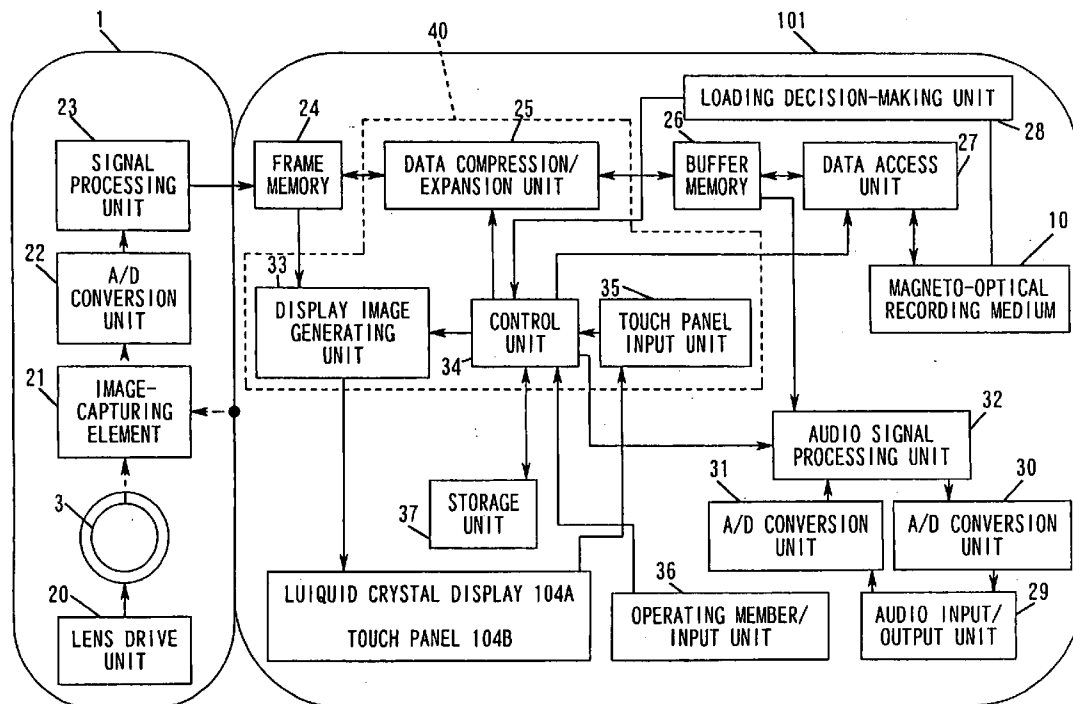 1
40
101
23
SIGNAL
PROCESSING
UNIT
24
FRAME
MEMORY
25
DATA COMPRESSION/
EXPANSION UNIT
26
BUFFER
MEMORY
LOADING DECISION-MAKING UNIT
28
DATA ACCESS
UNIT
27
22
A/D
CONVERSION
UNIT
33
DISPLAY IMAGE
GENERATING
UNIT
CONTROL
UNIT
34
35
TOUCH PANEL
INPUT UNIT
10
MAGNETO-OPTICAL
RECORDING MEDIUM
21
IMAGE-
CAPTURING
ELEMENT
32
AUDIO SIGNAL
PROCESSING UNIT
3
STORAGE
UNIT
37
31
A/D CONVERSION
UNIT
30
A/D CONVERSION
UNIT
20
LENS DRIVE
UNIT
LUIQUID CRYSTAL DISPLAY 104A
TOUCH PANEL 104B
36
OPERATING MEMBER/
INPUT UNIT
AUDIO INPUT/
OUTPUT UNIT
29